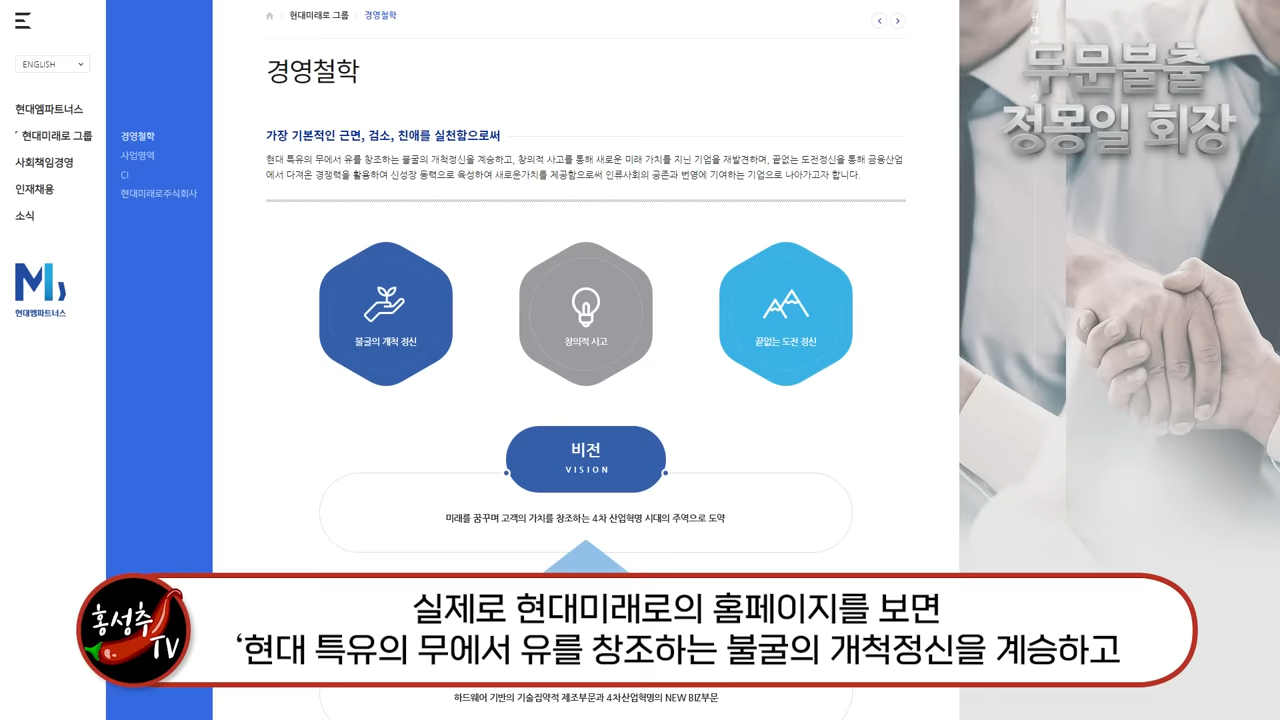 현대미래로 그룹
경영철학
ENGLISH
현대엠파트너스
현대미래로 그룹
사회책임경영
인재채용
소식
현대엠파트너스
경영철학
사업영역
CI
현대미래로주식회사
경영철학
가장 기본적인 근면, 검소, 친애를 실천함으로써
현대 특유의 무에서 유를 창조하는 불굴의 개척정신을 계승하고, 창의적 사고를 통해 새로운 미래 가치를 지닌 기업을 재발견하며, 끝없는 도전정신을 통해 금융산업
에서 다져온 경쟁력을 활용하여 신성장 동력으로 육성하여 새로운가치를 제공함으로써 인류사회의 공존과 번영에 기여하는 기업으로 나아가고자 합니다.
불굴의 개척 정신
창의적 사고
끝없는 도전 정신
비전
VISION
미래를 꿈꾸며 고객의 가치를 창조하는 4차 산업혁명 시대의 주역으로 도약
두문불출
정몽일 회장
홍성추
TV
실제로 현대미래로의 홈페이지를 보면
‘현대 특유의 무에서 유를 창조하는 불굴의 개척정신을 계승하고
하드웨어 기반의 기술집약적 제조부문과 4차산업혁명의 NEW BIZ부문